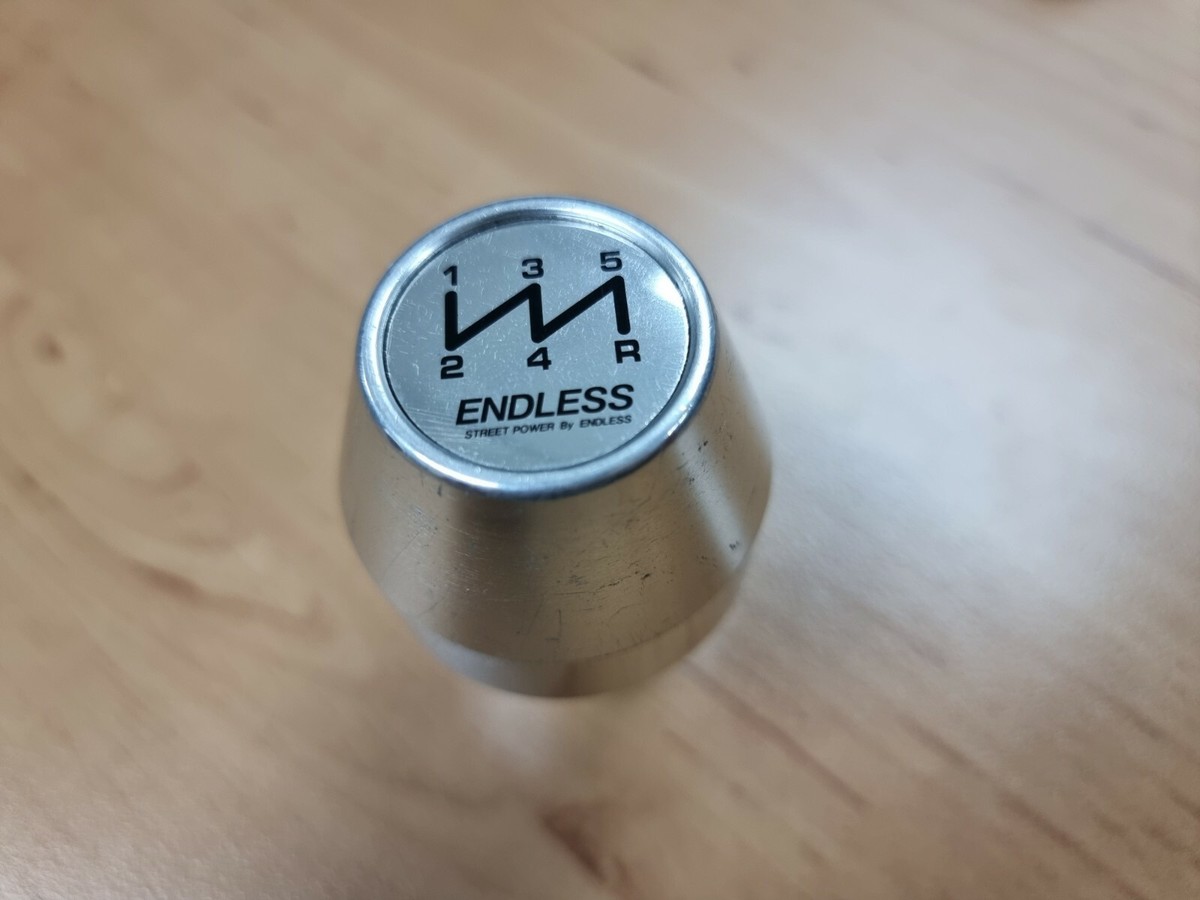 1 3 5
2 4 R
ENDLESS
STREET POWER By ENDLESS